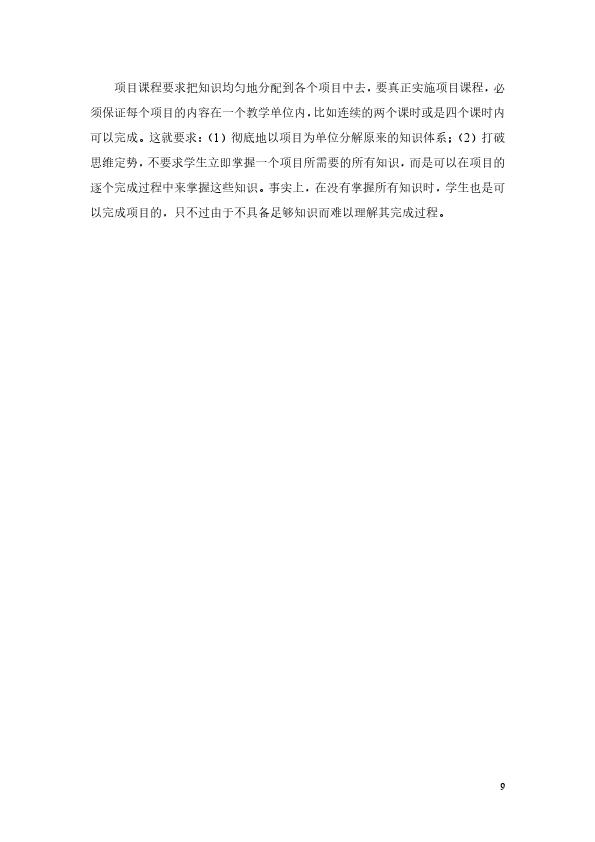 项目课程要求把知识均匀地分配到各个项目中去，要真正实施项目课程，必
须保证每个项目的内容在一个教学单位内，比如连续的两个课时或是四个课时内
可以完成。这就要求：（1）彻底地以项目为单位分解原来的知识体系；（2）打破
思维定势，不要求学生立即掌握一个项目所需要的所有知识，而是可以在项目的
逐个完成过程中来掌握这些知识。事实上，在没有掌握所有知识时，学生也是可
以完成项目的，只不过由于不具备足够知识而难以理解其完成过程。
9